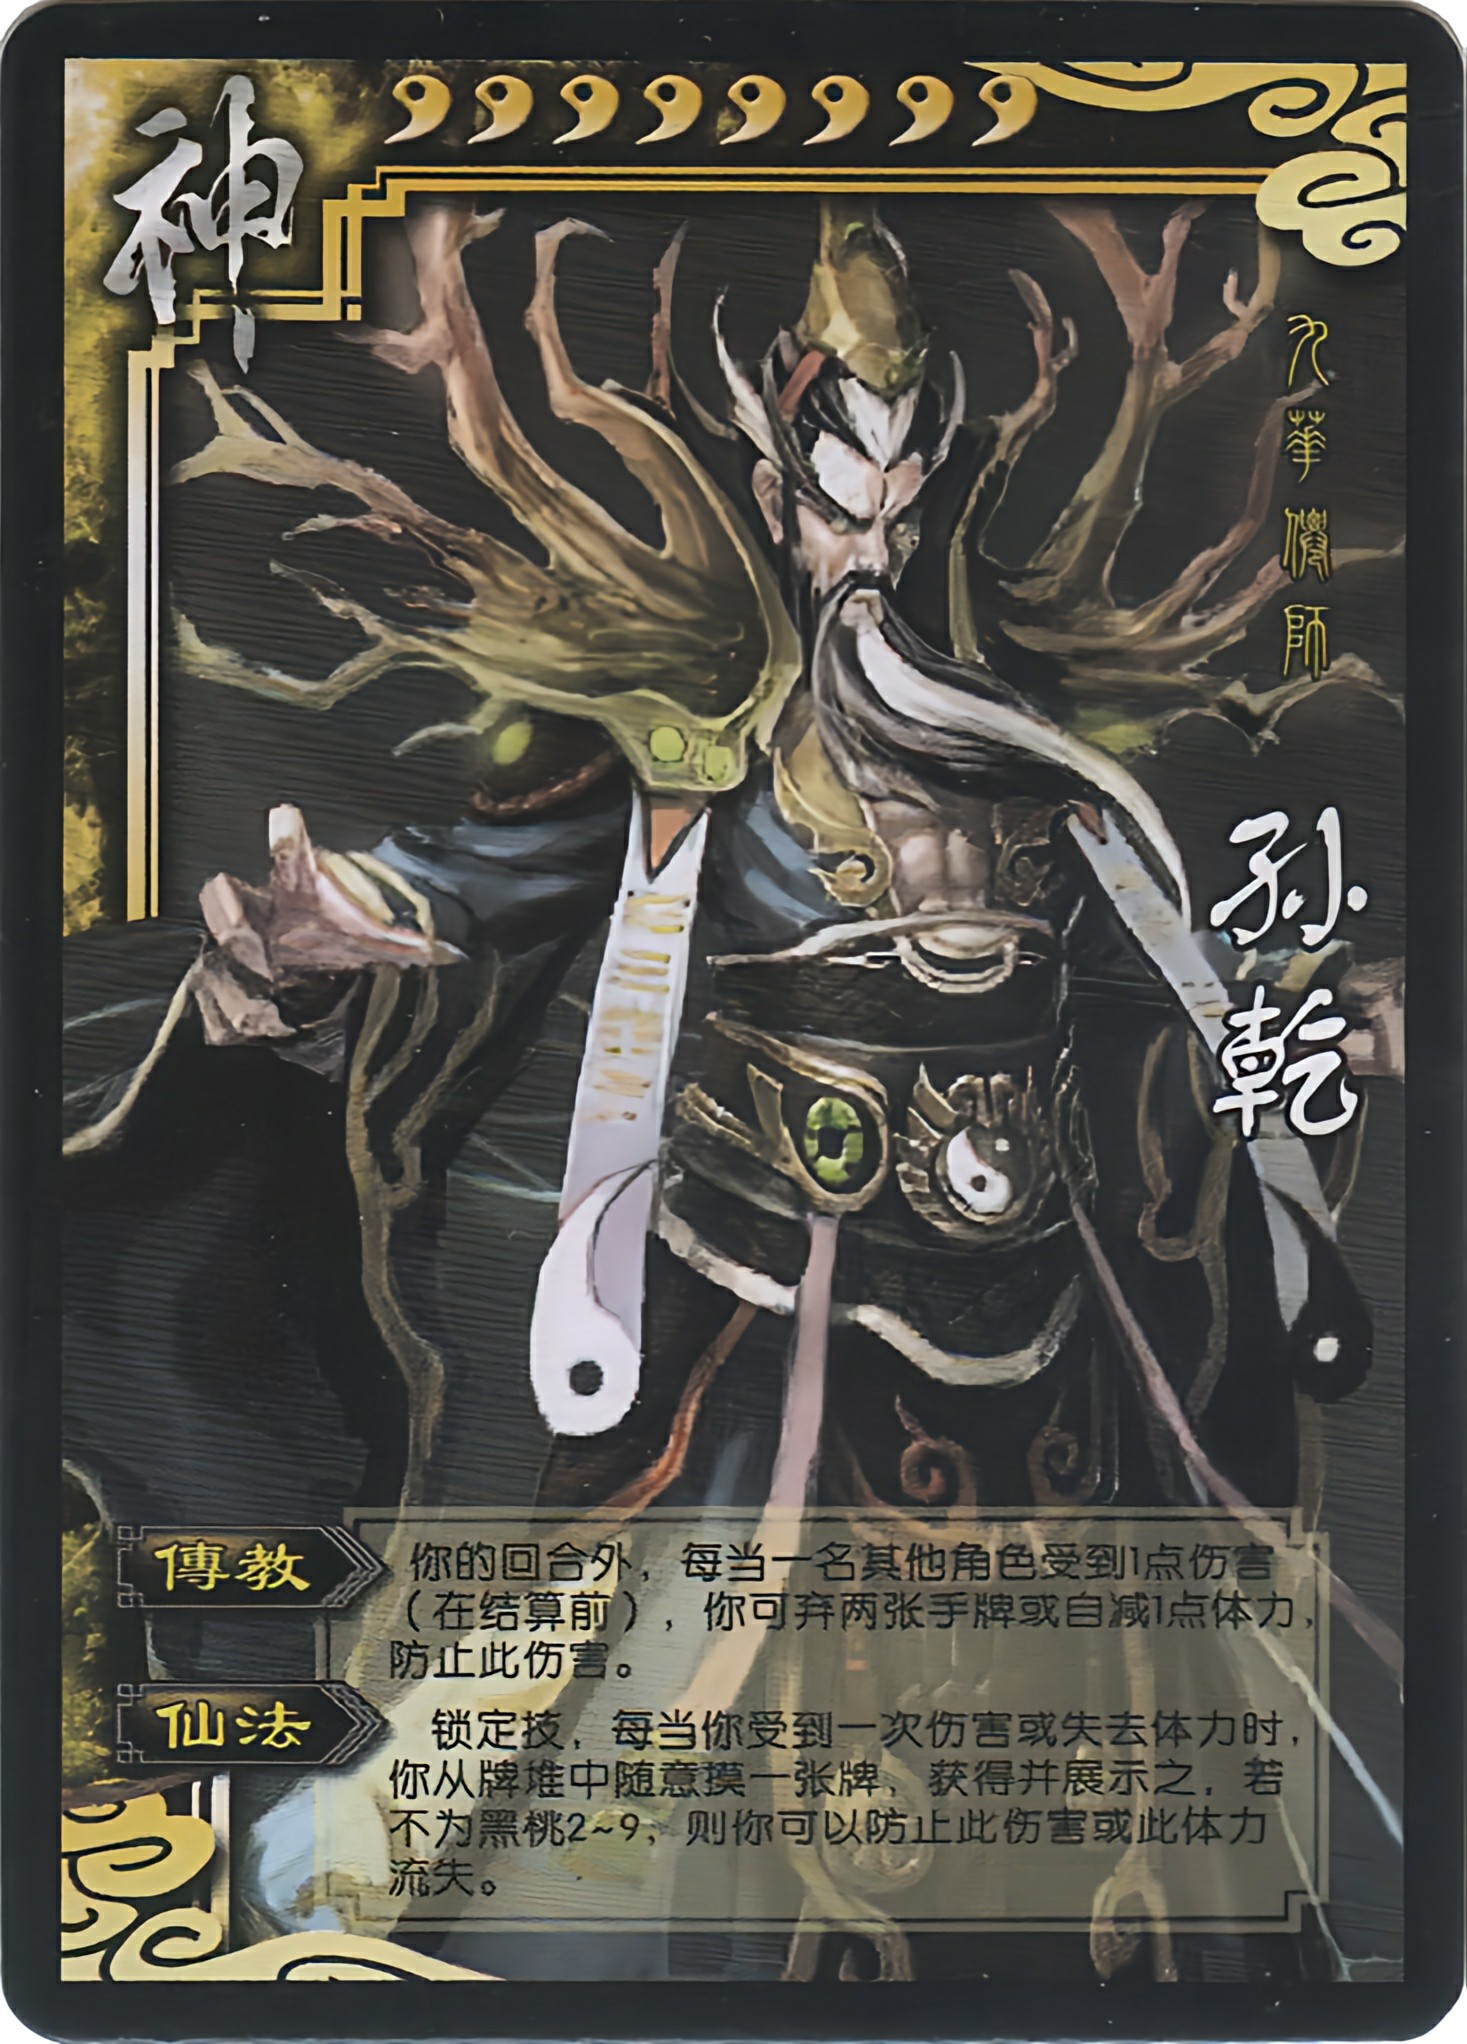 神
九華僊師
孫乾
傳教
你的回合外，每当一名其他角色受到1点伤害
（在结算前），你可弃两张手牌或自减1点体力，
防止此伤害。
仙法
锁定技，每当你受到一次伤害或失去体力时，
你从牌堆中随意摸一张牌，获得并展示之，若
不为黑桃2~9，则你可以防止此伤害或此体力
流失。